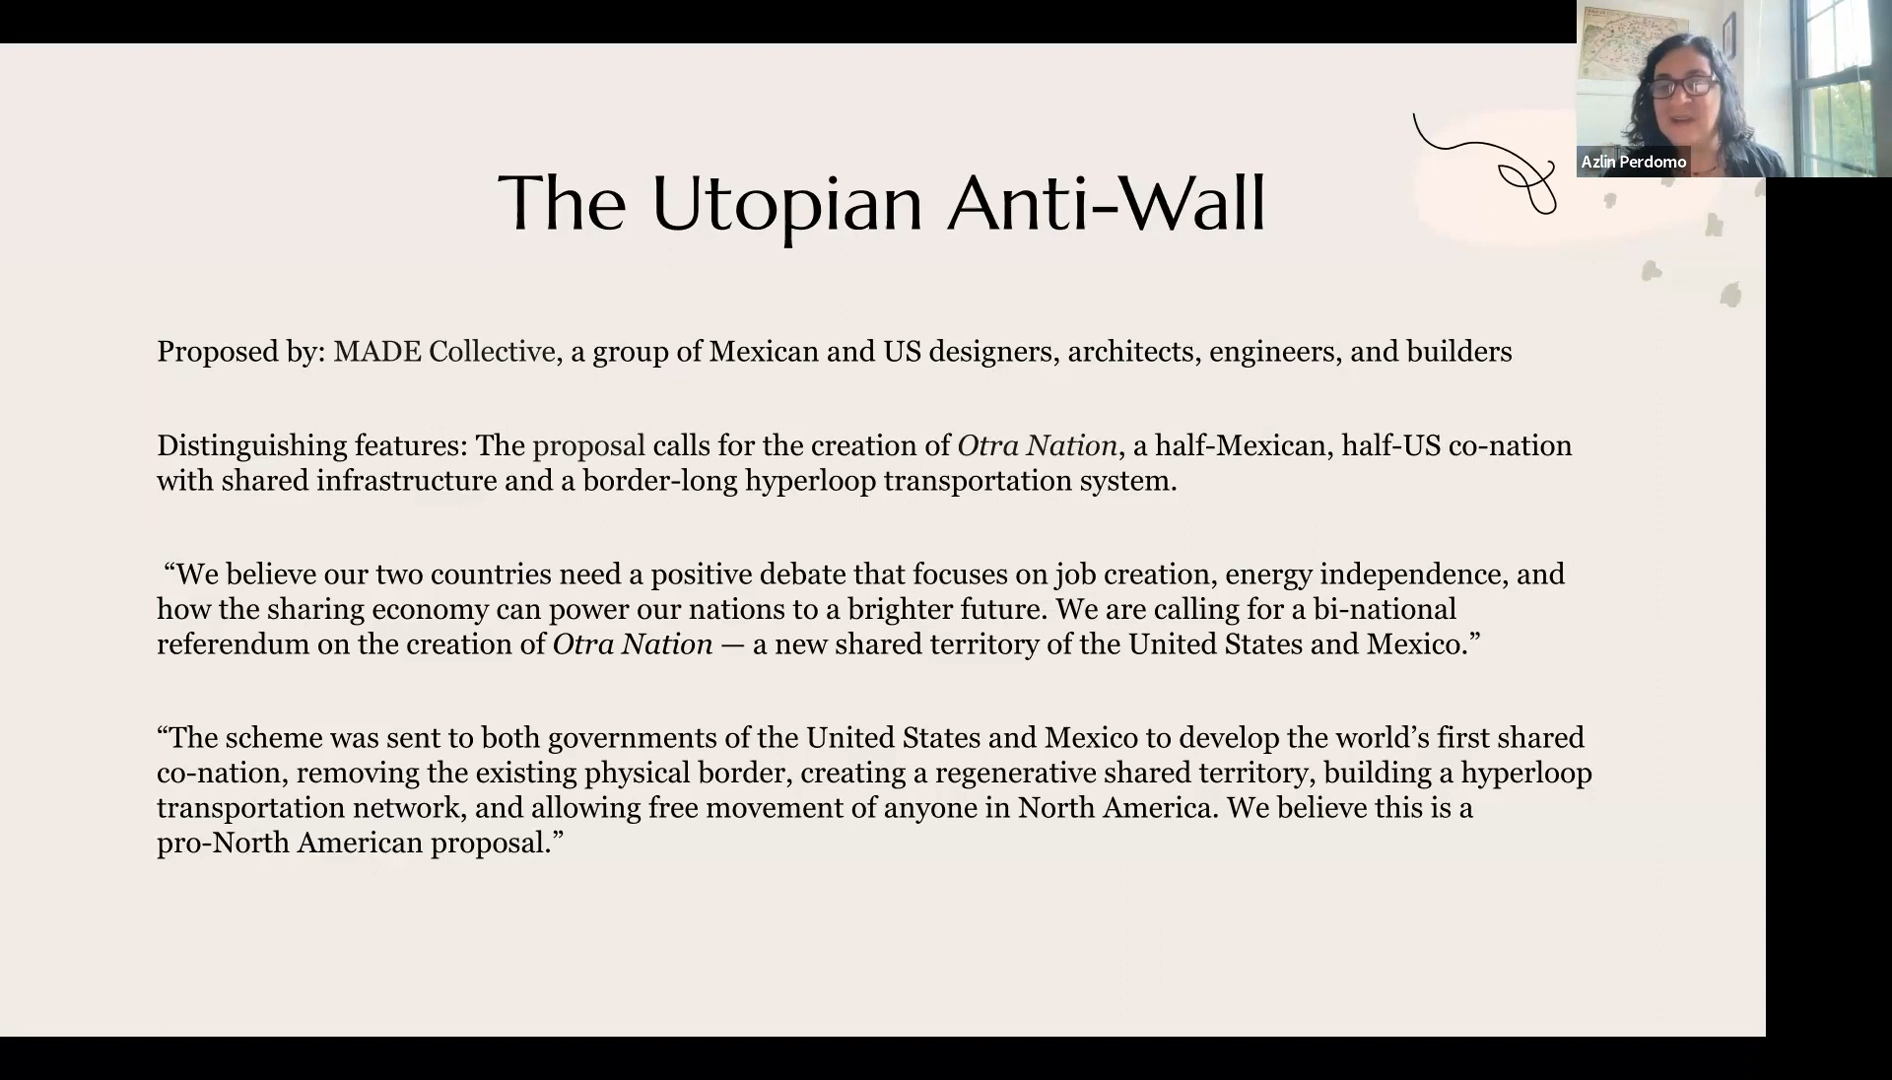 The Utopian Anti-Wall
Azlin Perdomo
Proposed by: MADE Collective, a group of Mexican and US designers, architects, engineers, and builders
Distinguishing features: The proposal calls for the creation of Otra Nation, a half-Mexican, half-US co-nation
with shared infrastructure and a border-long hyperloop transportation system.
“We believe our two countries need a positive debate that focuses on job creation, energy independence, and
how the sharing economy can power our nations to a brighter future. We are calling for a bi-national
referendum on the creation of Otra Nation — a new shared territory of the United States and Mexico.”
“The scheme was sent to both governments of the United States and Mexico to develop the world’s first shared
co-nation, removing the existing physical border, creating a regenerative shared territory, building a hyperloop
transportation network, and allowing free movement of anyone in North America. We believe this is a
pro-North American proposal.”